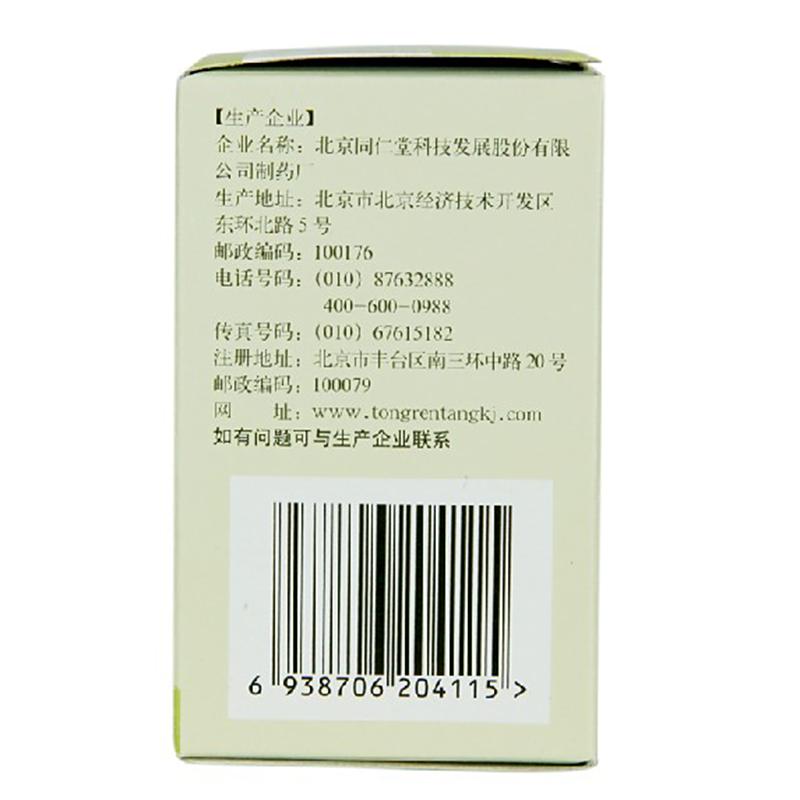 【生产企业】
企业名称：北京同仁堂科技发展股份有限
公司制药厂
生产地址：北京市北京经济技术开发区
东环北路5号
邮政编码：100176
电话号码：(010) 87632888
400-600-0988
传真号码：(010) 67615182
注册地址：北京市丰台区南三环中路20号
邮政编码：100079
网　　址：www.tongrentangkj.com
如有问题可与生产企业联系
6 938706 204115 >